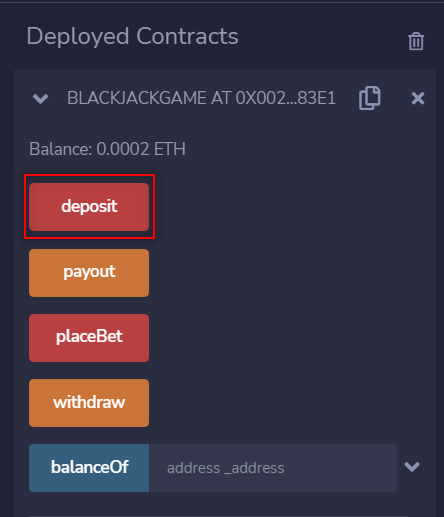 Deployed Contracts
BLACKJACKGAME AT 0X002...83E1
Balance: 0.0002 ETH
deposit
payout
placeBet
withdraw
balanceOf address _address